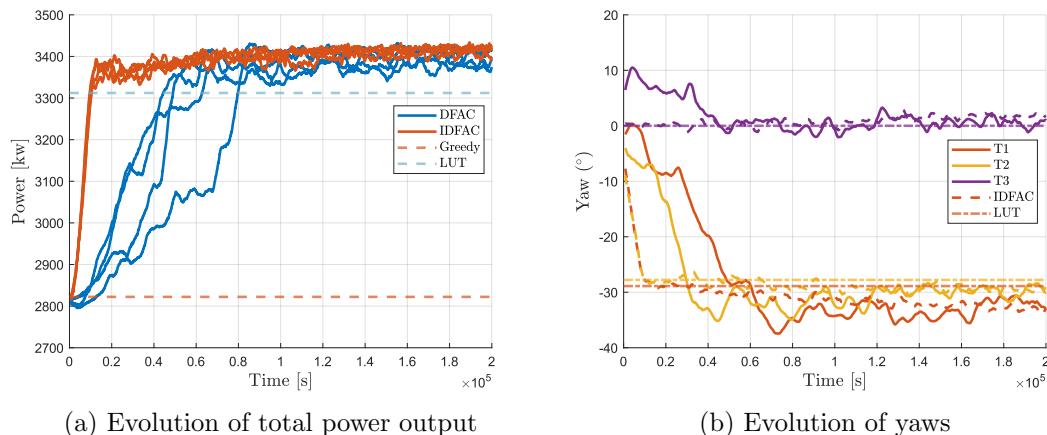 3500
3400
3300
3200
3100
3000
2900
2800
2700
Power [kw]
DFAC
IDFAC
Greedy
LUT
0 0.2 0.4 0.6 0.8 1 1.2 1.4 1.6 1.8 2
×10⁵
Time [s]
(a) Evolution of total power output
20
10
0
-10
-20
-30
-40
Yaw (°)
T1
T2
T3
IDFAC
LUT
0 0.2 0.4 0.6 0.8 1 1.2 1.4 1.6 1.8 2
×10⁵
Time [s]
(b) Evolution of yaws